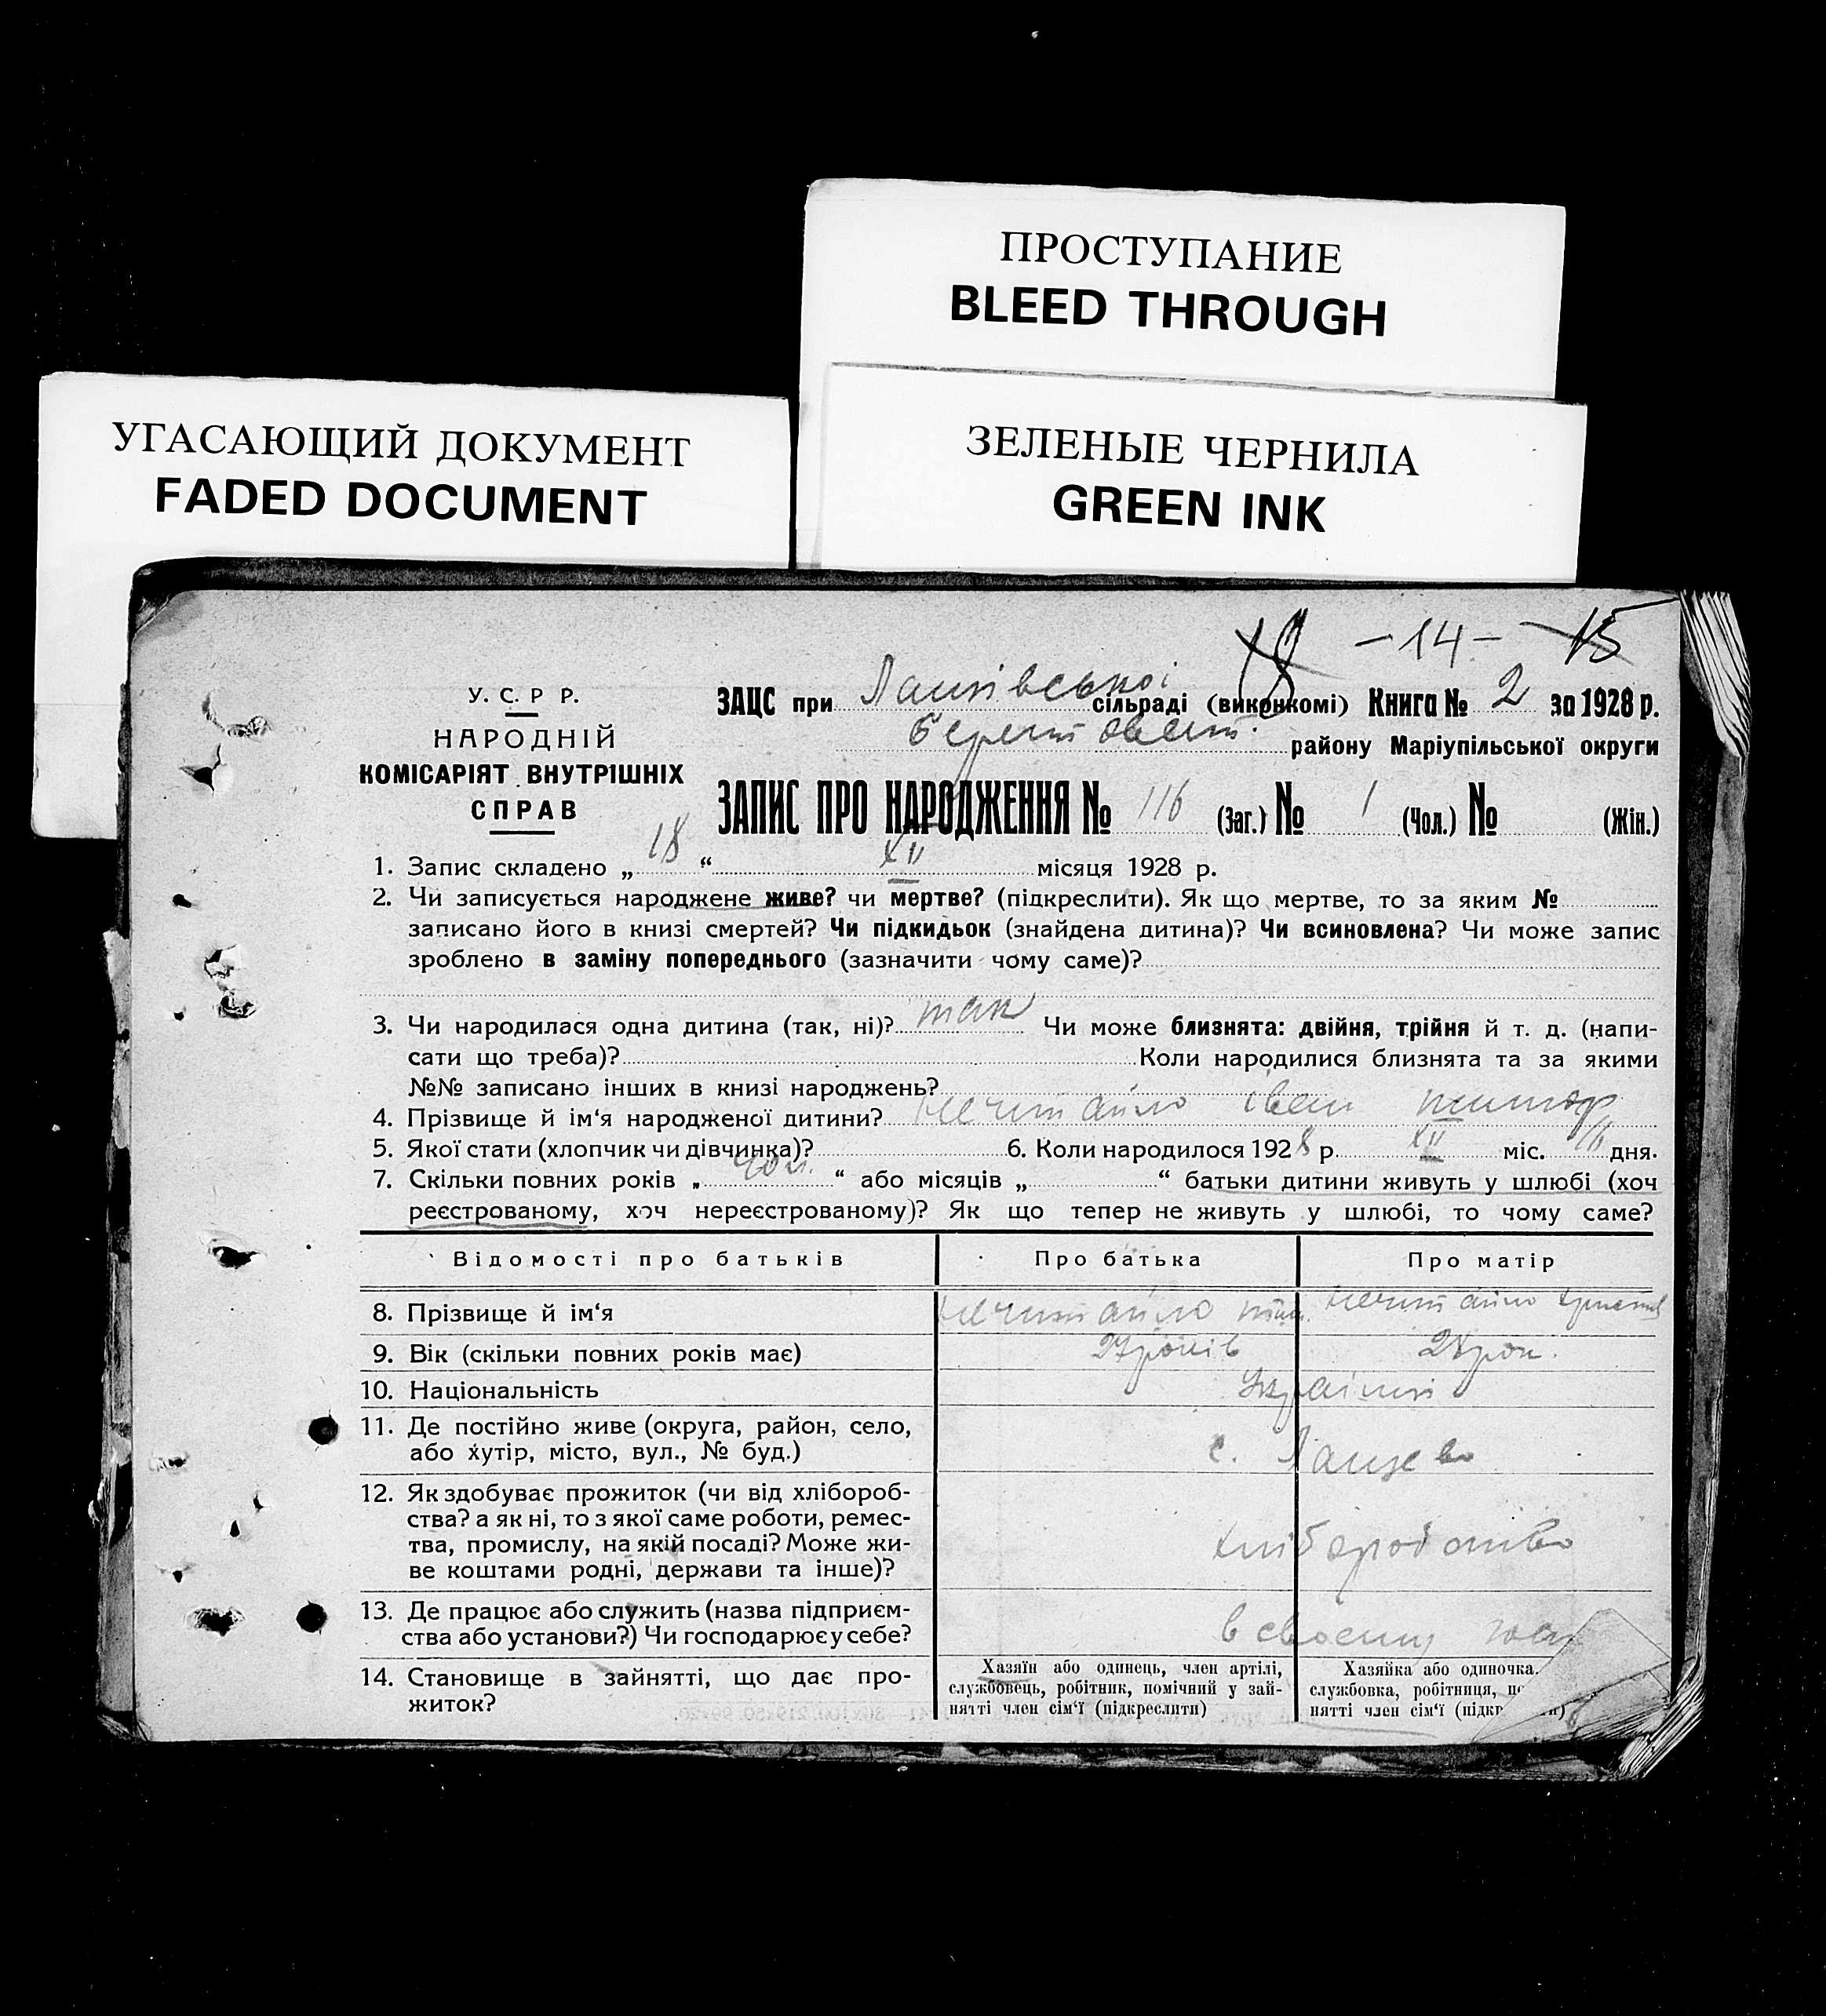 ПРОСТУПАНИЕ
BLEED THROUGH
УГАСАЮЩИЙ ДОКУМЕНТ
FADED DOCUMENT
ЗЕЛЕНЫЕ ЧЕРНИЛА
GREEN INK
18 -14- 15
У. С. Р Р.
НАРОДНІЙ
КОМІСАРІЯТ ВНУТРІШНІХ
СПРАВ
ЗАЦС при сільраді (виконкомі) Книга № 2 за 1928 р.
району Маріупільської округи
ЗАПИС ПРО НАРОДЖЕННЯ № 116 (Заг.) № 1 (Чол.) № (Жін.)
1. Запис складено „ 18 “ XII місяця 1928 р.
2. Чи записується народжене живе? чи мертве? (підкреслити). Як що мертве, то за яким №
записано його в книзі смертей? Чи підкидьок (знайдена дитина)? Чи всиновлена? Чи може запис
зроблено в заміну попереднього (зазначити чому саме)?
3. Чи народилася одна дитина (так, ні)? так Чи може близнята: двійня, трійня й т. д. (напи-
сати що треба)? Коли народилися близнята та за якими
№№ записано інших в книзі народжень?
4. Прізвище й ім‘я народженої дитини? Нечитайло Іван
5. Якої стати (хлопчик чи дівчинка)? чол. 6. Коли народилося 1928 р. XII міс. 16 дня.
7. Скільки повних років „ “ або місяців „ “ батьки дитини живуть у шлюбі (хоч
реєстрованому, хоч нереєстрованому)? Як що тепер не живуть у шлюбі, то чому саме?
Відомості про батьків Про батька Про матір
8. Прізвище й ім‘я Нечитайло Нечитайло
9. Вік (скільки повних років має) 27 років рок.
10. Національність
11. Де постійно живе (округа, район, село,
або хутір, місто, вул., № буд.) с.
12. Як здобуває прожиток (чи від хлібороб-
ства? а як ні, то з якої саме роботи, ремес-
тва, промислу, на якій посаді? Може жи-
ве коштами родні, держави та інше)? хліборобство
13. Де працює або служить (назва підприєм-
ства або установи?) Чи господарює у себе? в своєму
14. Становище в зайнятті, що дає про-
житок?
Хазяїн або одинець, член артілі,
службовець, робітник, помічний у зай-
нятті член сім‘ї (підкреслити)
Хазяйка або одиночка.
службовка, робітниця,
нятті член сім‘ї